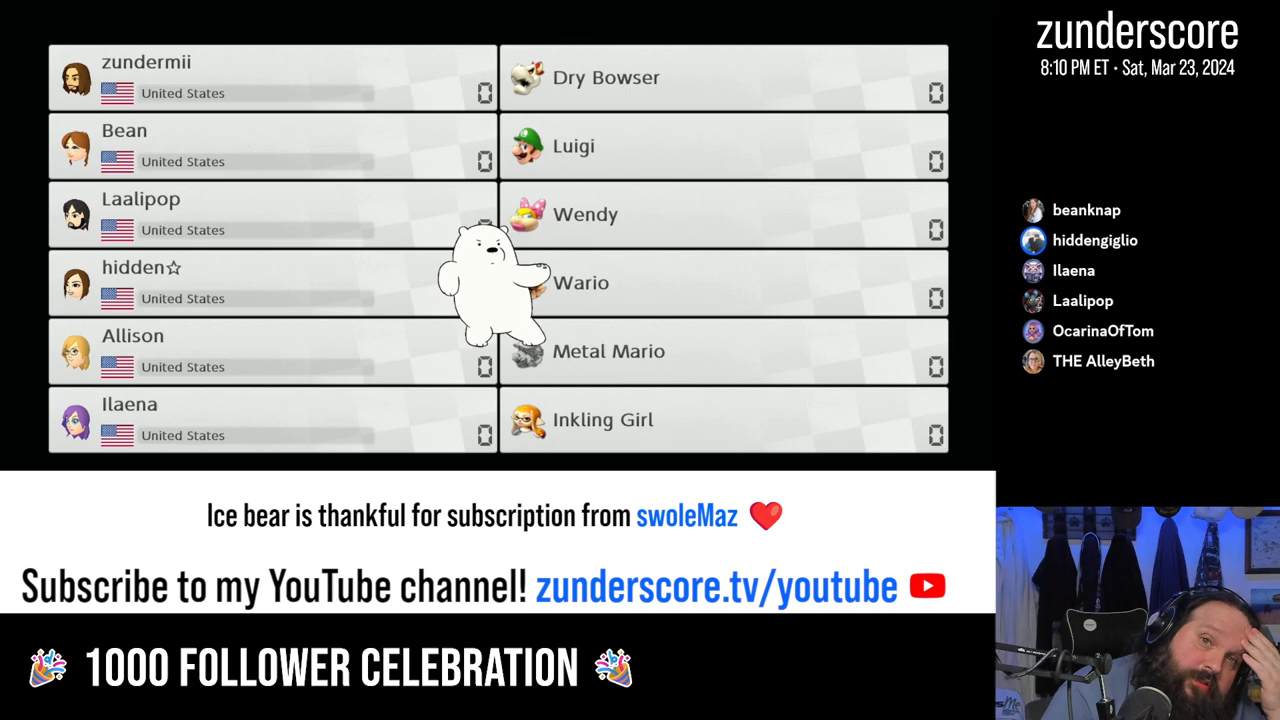 zundermii
United States
0
Dry Bowser
0
Bean
United States
0
Luigi
0
Laalipop
United States
Wendy
0
hidden☆
United States
Wario
0
Allison
United States
0
Metal Mario
0
Ilaena
United States
0
Inkling Girl
0
Ice bear is thankful for subscription from swoleMaz ❤️
Subscribe to my YouTube channel! zunderscore.tv/youtube
🎉 1000 FOLLOWER CELEBRATION 🎉
zunderscore
8:10 PM ET • Sat, Mar 23, 2024
beanknap
hiddengiglio
Ilaena
Laalipop
OcarinaOfTom
THE AlleyBeth